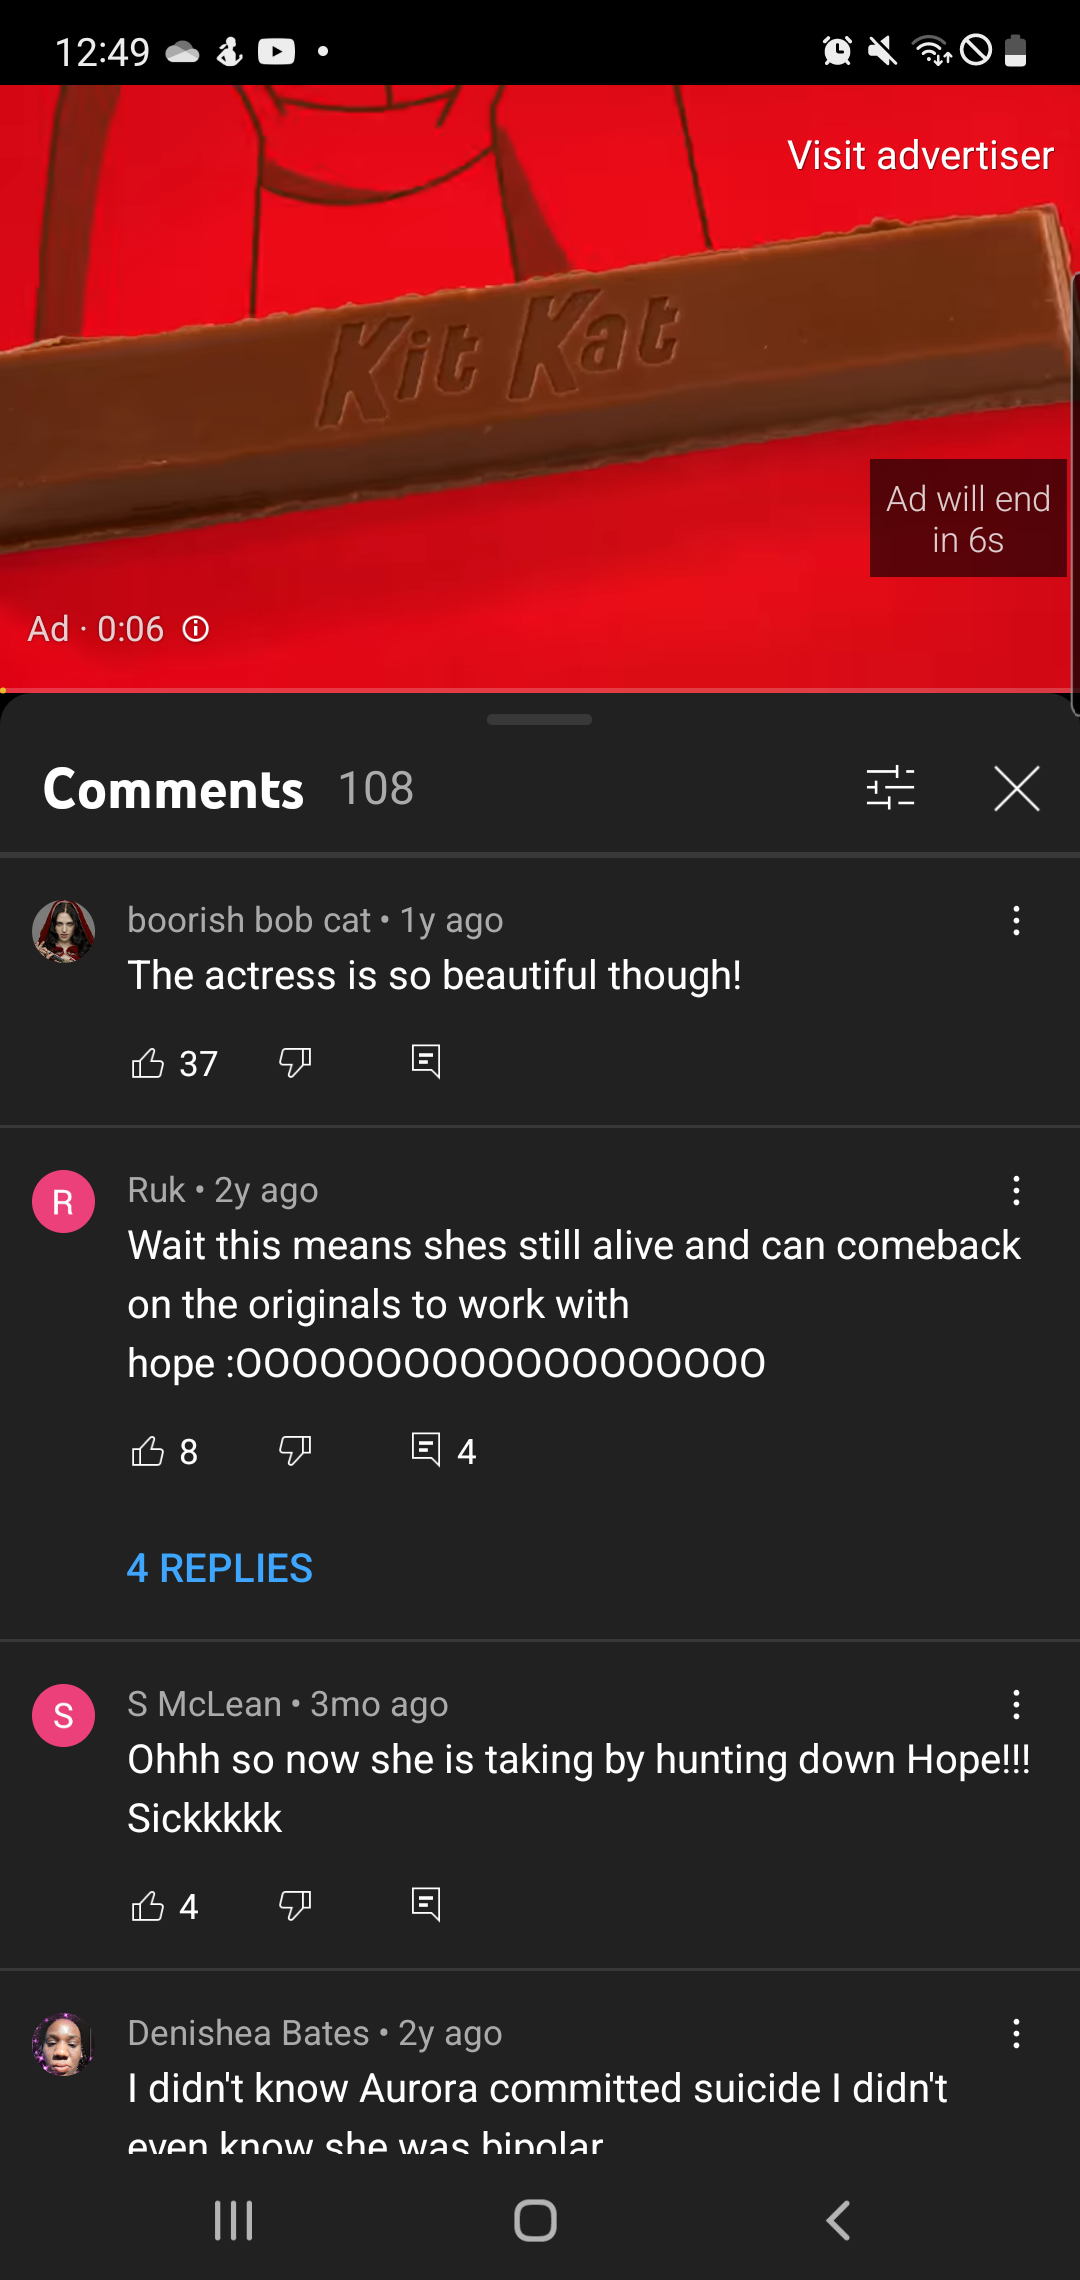 12:49
Visit advertiser
Kit Kat
Ad will end
in 6s
Ad · 0:06
Comments 108
boorish bob cat • 1y ago
The actress is so beautiful though!
37
R
Ruk • 2y ago
Wait this means shes still alive and can comeback
on the originals to work with
hope :OOOOOOOOOOOOOOOOOOO
8 4
4 REPLIES
S
S McLean • 3mo ago
Ohhh so now she is taking by hunting down Hope!!!
Sickkkkk
4
Denishea Bates • 2y ago
I didn't know Aurora committed suicide I didn't
even know she was bipolar